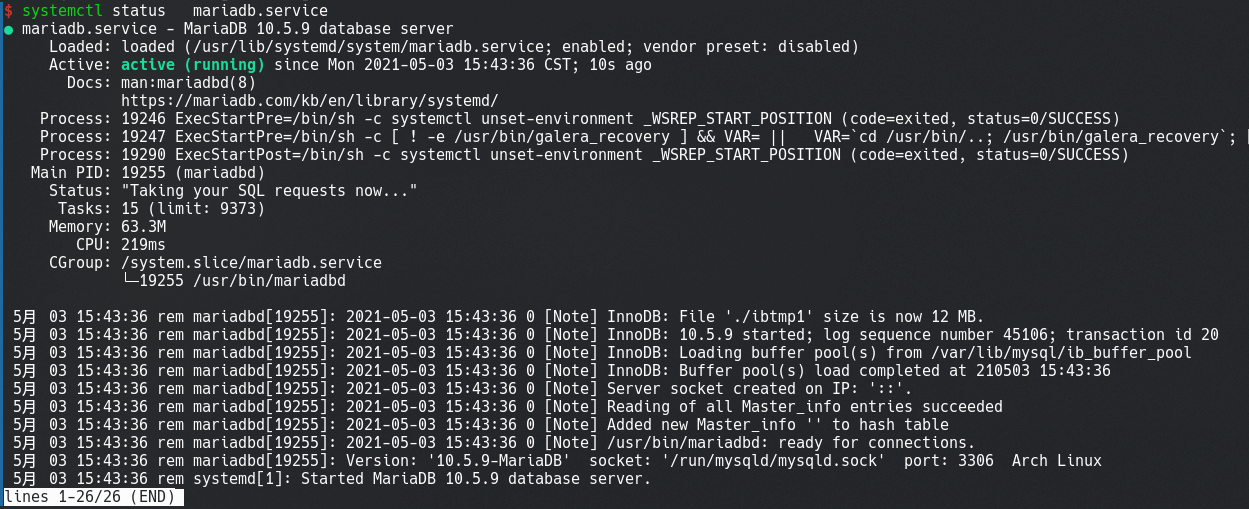 $ systemctl status   mariadb.service
● mariadb.service - MariaDB 10.5.9 database server
     Loaded: loaded (/usr/lib/systemd/system/mariadb.service; enabled; vendor preset: disabled)
     Active: active (running) since Mon 2021-05-03 15:43:36 CST; 10s ago
       Docs: man:mariadbd(8)
             https://mariadb.com/kb/en/library/systemd/
    Process: 19246 ExecStartPre=/bin/sh -c systemctl unset-environment _WSREP_START_POSITION (code=exited, status=0/SUCCESS)
    Process: 19247 ExecStartPre=/bin/sh -c [ ! -e /usr/bin/galera_recovery ] && VAR= ||   VAR=`cd /usr/bin/..; /usr/bin/galera_recovery`; [
    Process: 19290 ExecStartPost=/bin/sh -c systemctl unset-environment _WSREP_START_POSITION (code=exited, status=0/SUCCESS)
   Main PID: 19255 (mariadbd)
     Status: "Taking your SQL requests now..."
      Tasks: 15 (limit: 9373)
     Memory: 63.3M
        CPU: 219ms
     CGroup: /system.slice/mariadb.service
             └─19255 /usr/bin/mariadbd

 5月 03 15:43:36 rem mariadbd[19255]: 2021-05-03 15:43:36 0 [Note] InnoDB: File './ibtmp1' size is now 12 MB.
 5月 03 15:43:36 rem mariadbd[19255]: 2021-05-03 15:43:36 0 [Note] InnoDB: 10.5.9 started; log sequence number 45106; transaction id 20
 5月 03 15:43:36 rem mariadbd[19255]: 2021-05-03 15:43:36 0 [Note] InnoDB: Loading buffer pool(s) from /var/lib/mysql/ib_buffer_pool
 5月 03 15:43:36 rem mariadbd[19255]: 2021-05-03 15:43:36 0 [Note] InnoDB: Buffer pool(s) load completed at 210503 15:43:36
 5月 03 15:43:36 rem mariadbd[19255]: 2021-05-03 15:43:36 0 [Note] Server socket created on IP: '::'.
 5月 03 15:43:36 rem mariadbd[19255]: 2021-05-03 15:43:36 0 [Note] Reading of all Master_info entries succeeded
 5月 03 15:43:36 rem mariadbd[19255]: 2021-05-03 15:43:36 0 [Note] Added new Master_info '' to hash table
 5月 03 15:43:36 rem mariadbd[19255]: 2021-05-03 15:43:36 0 [Note] /usr/bin/mariadbd: ready for connections.
 5月 03 15:43:36 rem mariadbd[19255]: Version: '10.5.9-MariaDB'  socket: '/run/mysqld/mysqld.sock'  port: 3306  Arch Linux
 5月 03 15:43:36 rem systemd[1]: Started MariaDB 10.5.9 database server.
lines 1-26/26 (END)